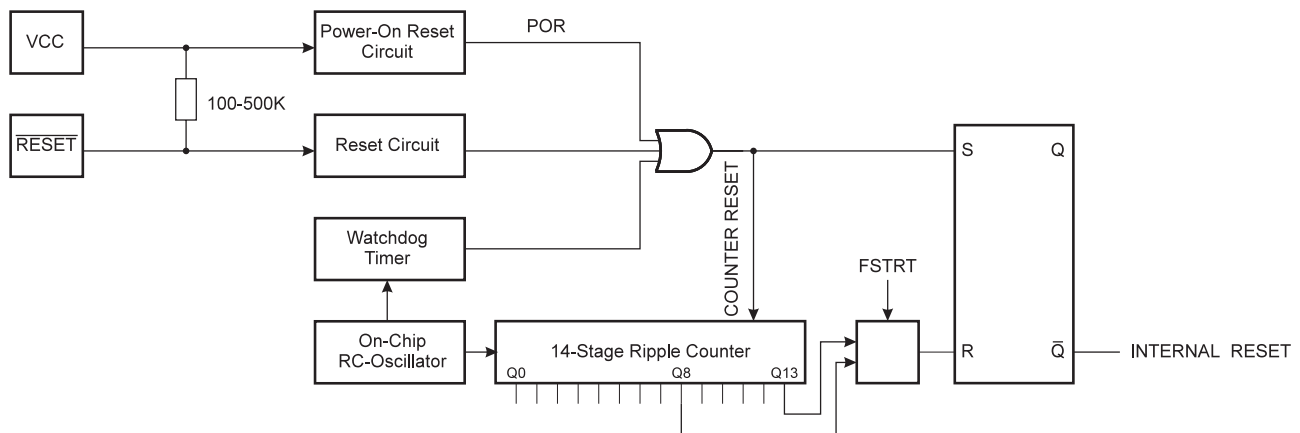 VCC
Power-On Reset
Circuit
POR
100-500K
RESET
Reset Circuit
S
Q
COUNTER RESET
Watchdog
Timer
FSTRT
On-Chip
RC-Oscillator
14-Stage Ripple Counter
Q0
Q8
Q13
R
Q̅
INTERNAL RESET